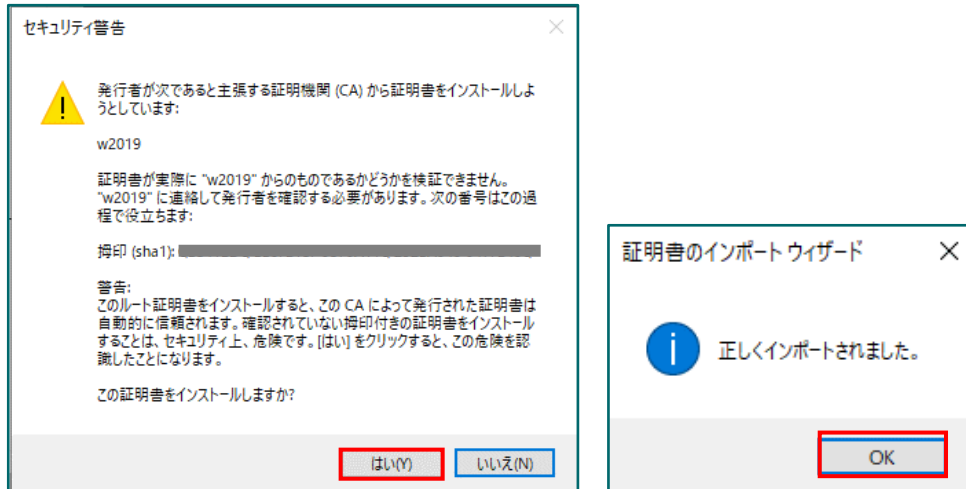 セキュリティ警告
発行者が次であると主張する証明機関 (CA) から証明書をインストールしよ
うとしています:
w2019
証明書が実際に "w2019" からのものであるかどうかを検証できません。
"w2019" に連絡して発行者を確認する必要があります。次の番号はこの過
程で役立ちます:
拇印 (sha1):
警告:
このルート証明書をインストールすると、この CA によって発行された証明書は
自動的に信頼されます。確認されていない拇印付きの証明書をインストール
することは、セキュリティ上、危険です。[はい] をクリックすると、この危険を認
識したことになります。
この証明書をインストールしますか?
はい(Y)
いいえ(N)
証明書のインポート ウィザード
正しくインポートされました。
OK